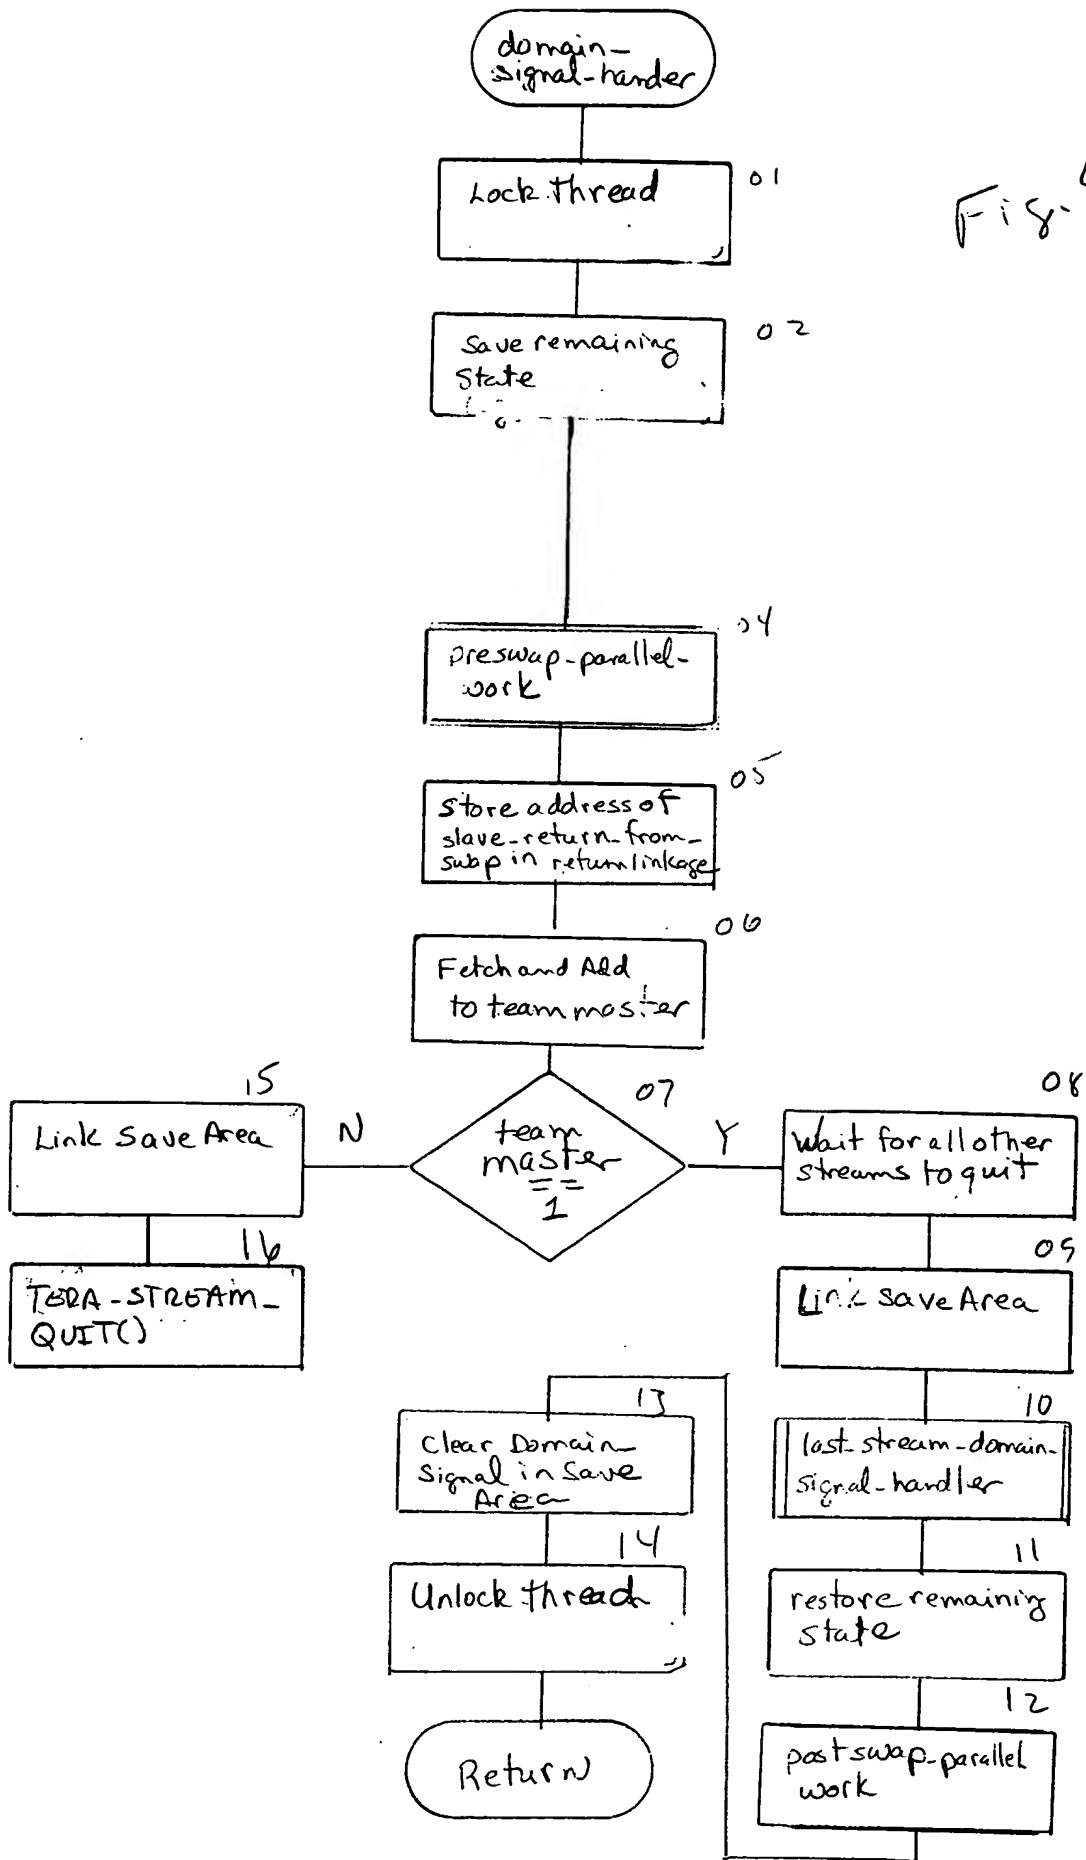 domain-
signal-hander
01
Lock thread
Fig.
02
Save remaining
state
04
preswap-parallel-
work
05
store address of
slave-return-from-
swap in return linkage
06
Fetch and Add
to team master
07
team
master
==
1
N
Y
15
Link Save Area
16
TERA-STREAM-
QUIT()
08
Wait for all other
streams to quit
09
Link Save Area
10
last-stream-domain-
signal-handler
11
restore remaining
state
12
post swap-parallel
work
13
Clear Domain-
Signal in Save
Area
14
Unlock thread
Return